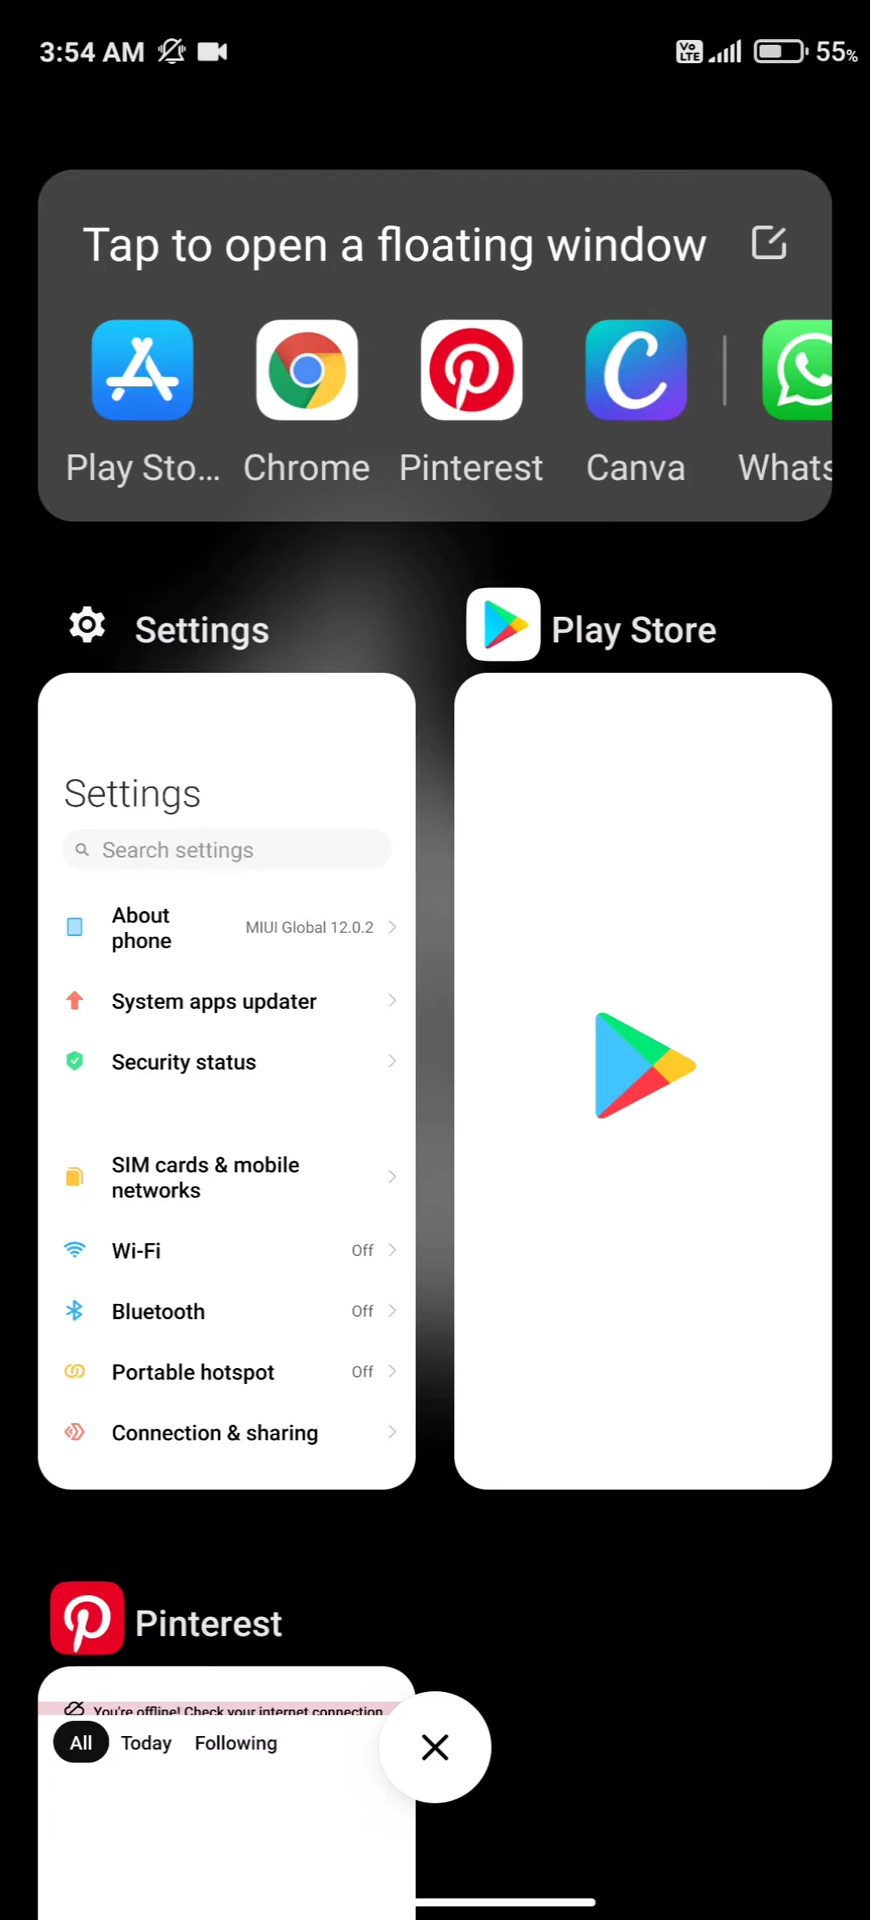 3:54 AM Vo LTE 55%
Tap to open a floating window
Play Sto... Chrome Pinterest Canva Whats
Settings
Play Store
Settings
Search settings
About
phone
MIUI Global 12.0.2
System apps updater
Security status
SIM cards & mobile
networks
Wi-Fi Off
Bluetooth Off
Portable hotspot Off
Connection & sharing
Pinterest
You're offline! Check your internet connection
All Today Following